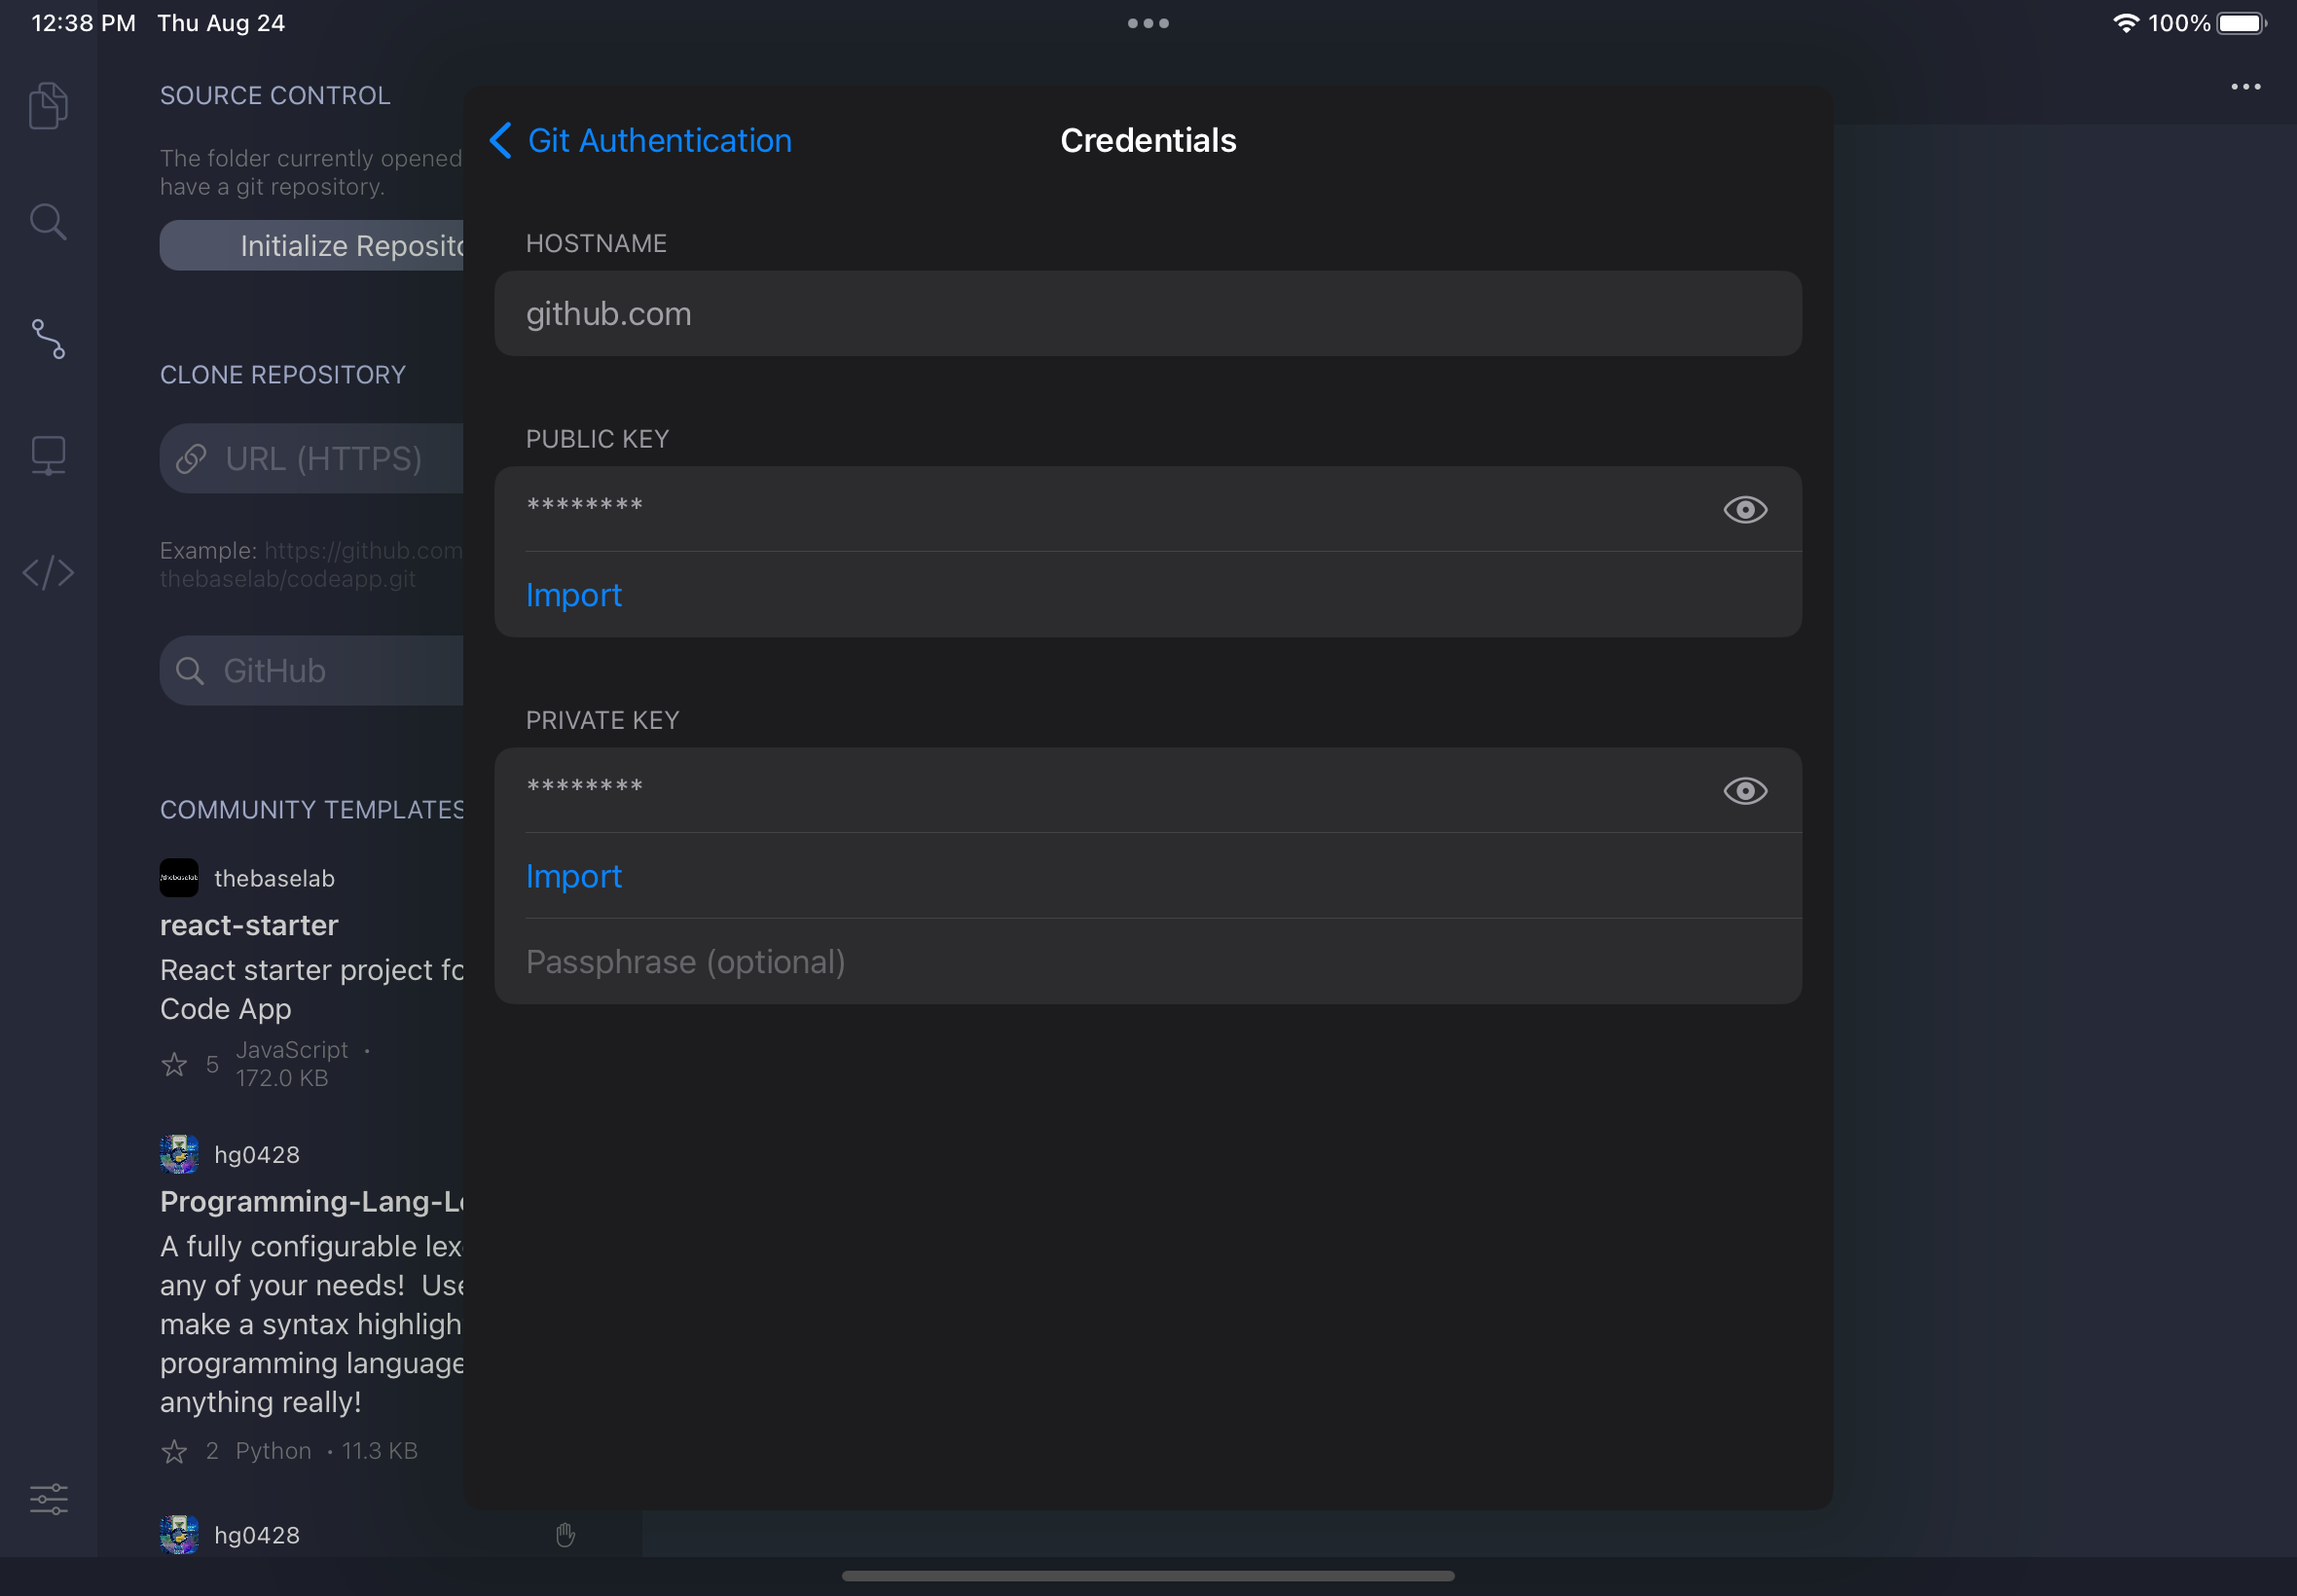 12:38 PM Thu Aug 24
100%
SOURCE CONTROL
The folder currently opened
have a git repository.
Initialize Reposito
CLONE REPOSITORY
URL (HTTPS)
Example: https://github.com
thebaselab/codeapp.git
GitHub
COMMUNITY TEMPLATES
/thebaselab
thebaselab
react-starter
React starter project fo
Code App
5 JavaScript ·
172.0 KB
hg0428
Programming-Lang-Le
A fully configurable lex
any of your needs! Use
make a syntax highligh
programming language
anything really!
2 Python · 11.3 KB
hg0428
Git Authentication
Credentials
HOSTNAME
github.com
PUBLIC KEY
********
Import
PRIVATE KEY
********
Import
Passphrase (optional)